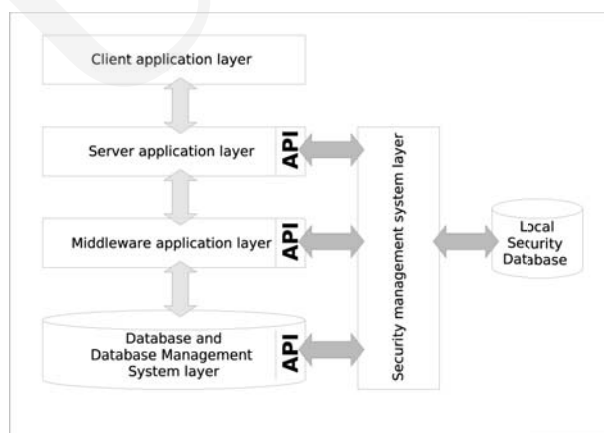 Client application layer
Server application layer
API
Middleware application layer
API
Database and
Database Management
System layer
API
Security management system layer
Local
Security
Database